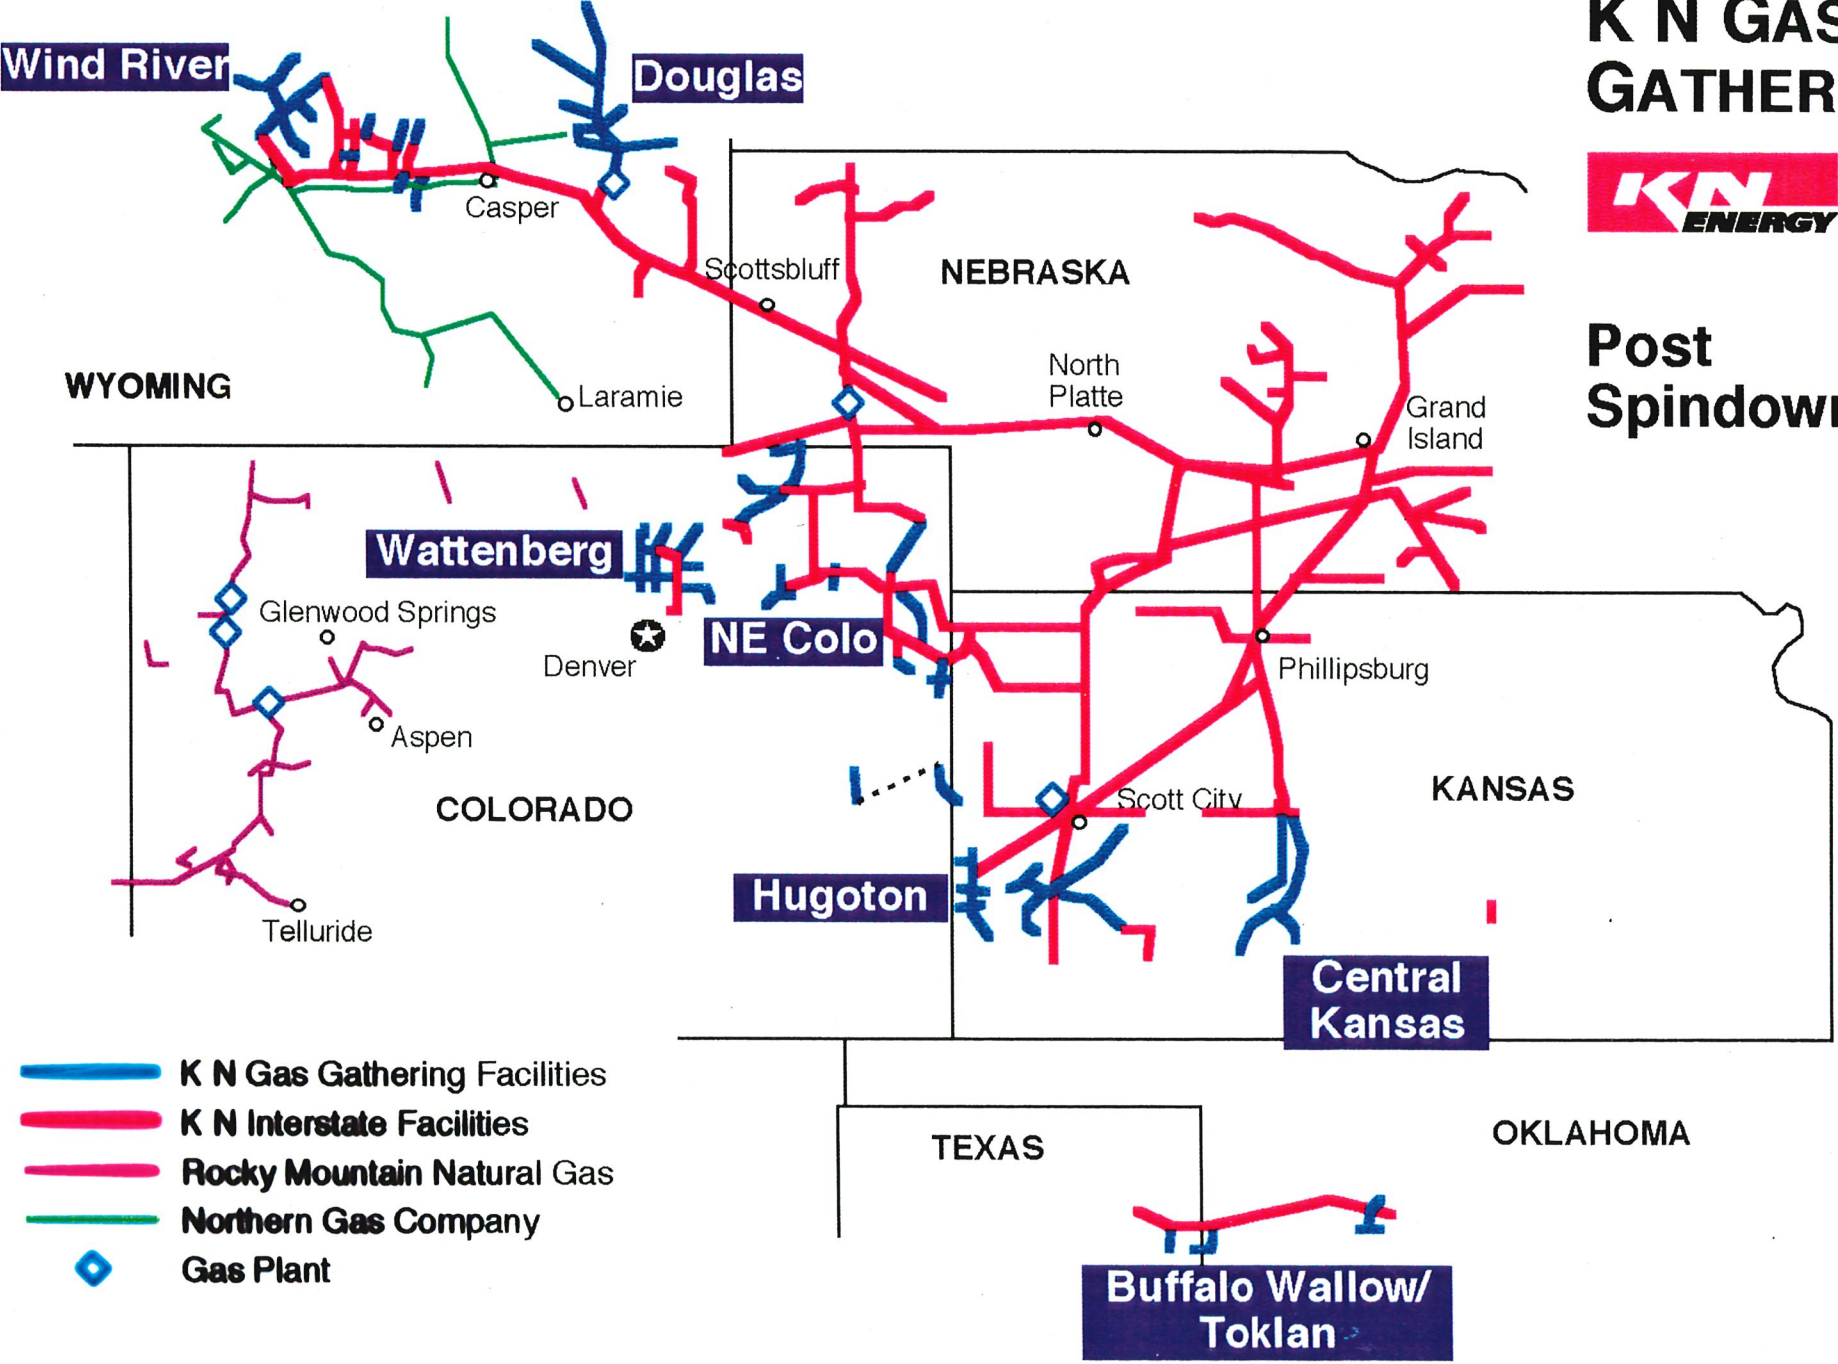 K N GAS
GATHER
KN
ENERGY
Post
Spindown
Wind River
Douglas
Casper
Scottsbluff
NEBRASKA
North
Platte
Grand
Island
WYOMING
Laramie
Wattenberg
Glenwood Springs
Denver
NE Colo
Phillipsburg
Aspen
COLORADO
Scott City
KANSAS
Hugoton
Telluride
Central
Kansas
K N Gas Gathering Facilities
K N Interstate Facilities
Rocky Mountain Natural Gas
Northern Gas Company
Gas Plant
TEXAS
OKLAHOMA
Buffalo Wallow/
Toklan